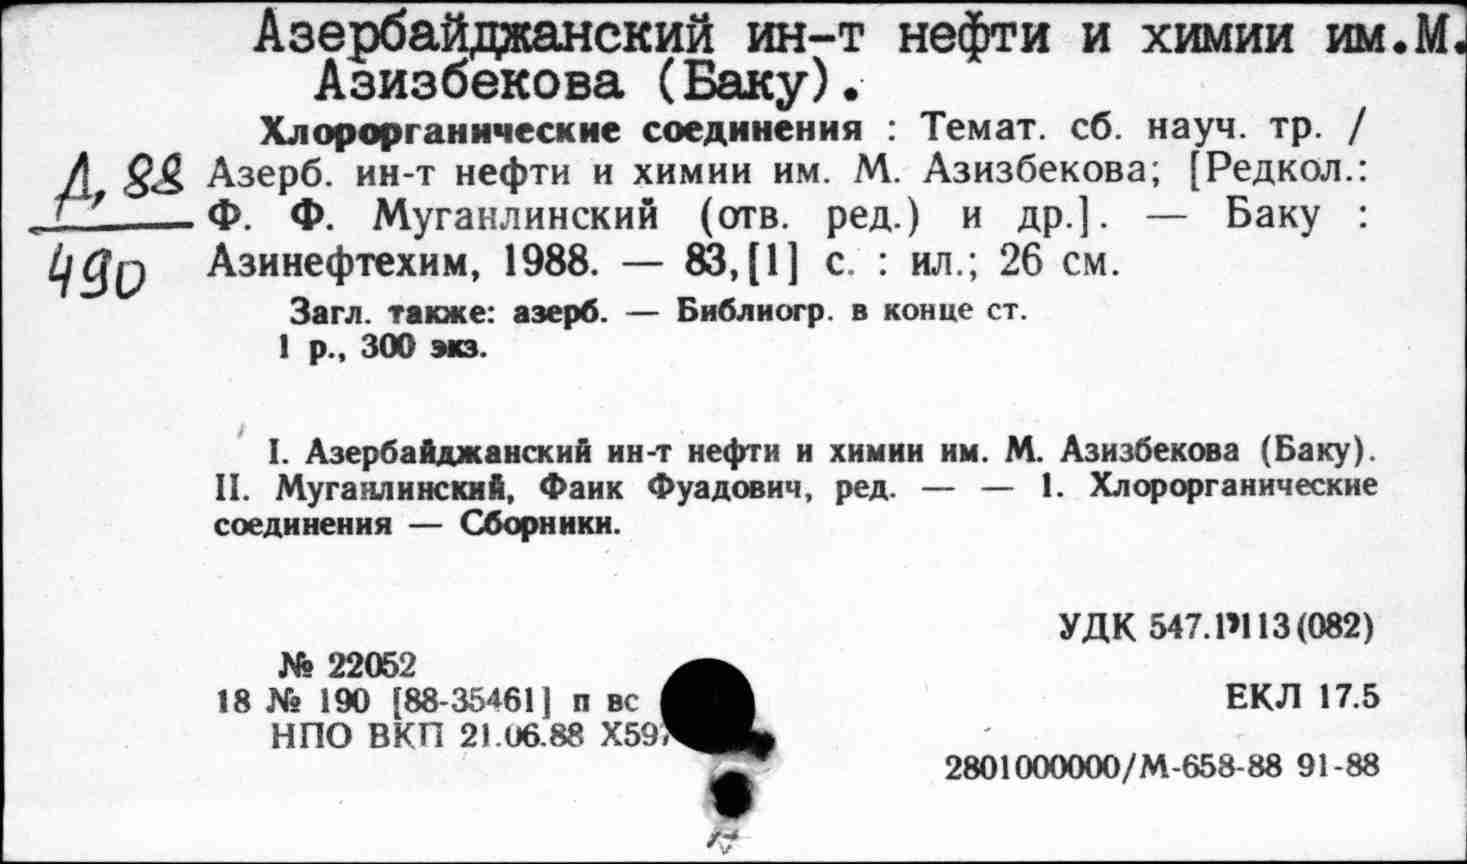 Азербайджанский ин-т нефти и химии им.М.
Азизбекова (Баку).
Хлорорганические соединения : Темат. сб. науч. тр. /
Д, 88 Азерб. ин-т нефти и химии им. М. Азизбекова; [Редкол.:
Ф. Ф. Муганлинский (отв. ред.) и др.]. — Баку :
490 Азинефтехим, 1988. — 83,[1] с. : ил.; 26 см.
Загл. также: азерб. — Библиогр. в конце ст.
1 р., 300 экз.
I. Азербайджанский ин-т нефти и химии им. М. Азизбекова (Баку).
II. Муганлинский, Фаик Фуадович, ред. — — 1. Хлорорганические
соединения — Сборники.
УДК 547.1'113(082)
№ 22052
18 № 190 [88-35461] п вс
ЕКЛ 17.5
НПО ВКП 21.06.88 Х59
2801000000/М-658-88 91-88